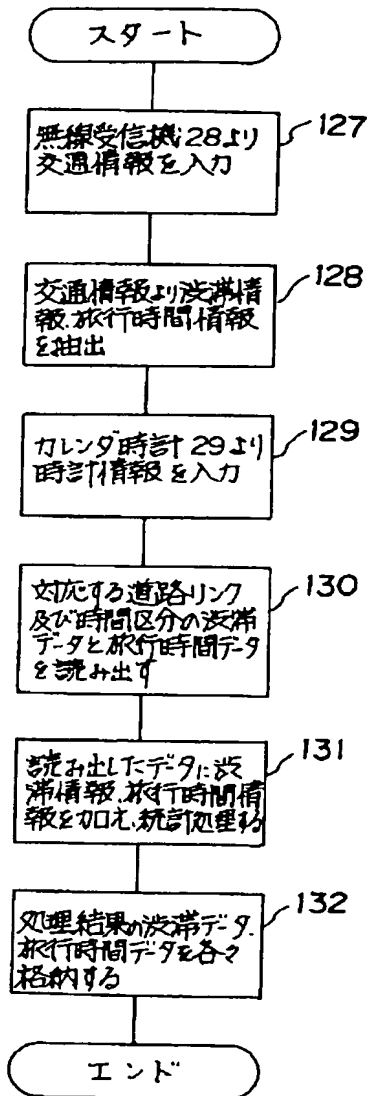 スタート
127
無線受信機28より
交通情報を入力
128
交通情報より渋滞情
報、旅行時間情報
を抽出
129
カレンダ時計29より
時計情報を入力
130
対応する道路リンク
及び時間区分の渋滞
データと旅行時間データ
を読み出す
131
読み出したデータに渋
滞情報、旅行時間情
報を加え、統計処理する
132
処理結果の渋滞データ、
旅行時間データを各々
格納する
エンド